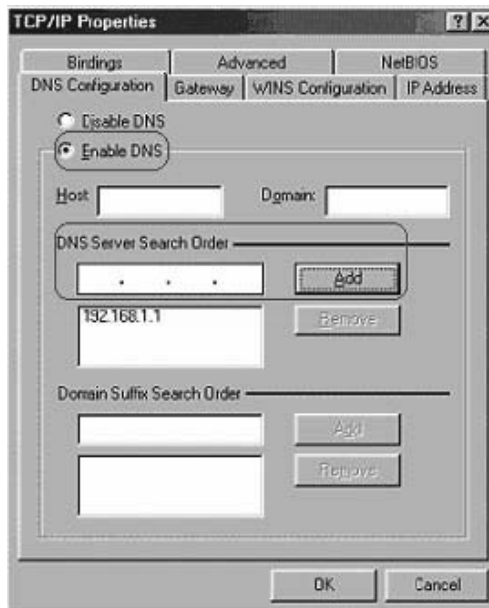 TCP/IP Properties
Bindings Advanced NetBIOS
DNS Configuration Gateway WINS Configuration IP Address
Disable DNS
Enable DNS
Host Domain:
DNS Server Search Order
. . . Add
192.168.1.1
Remove
Domain Suffix Search Order
Add
Remove
OK Cancel